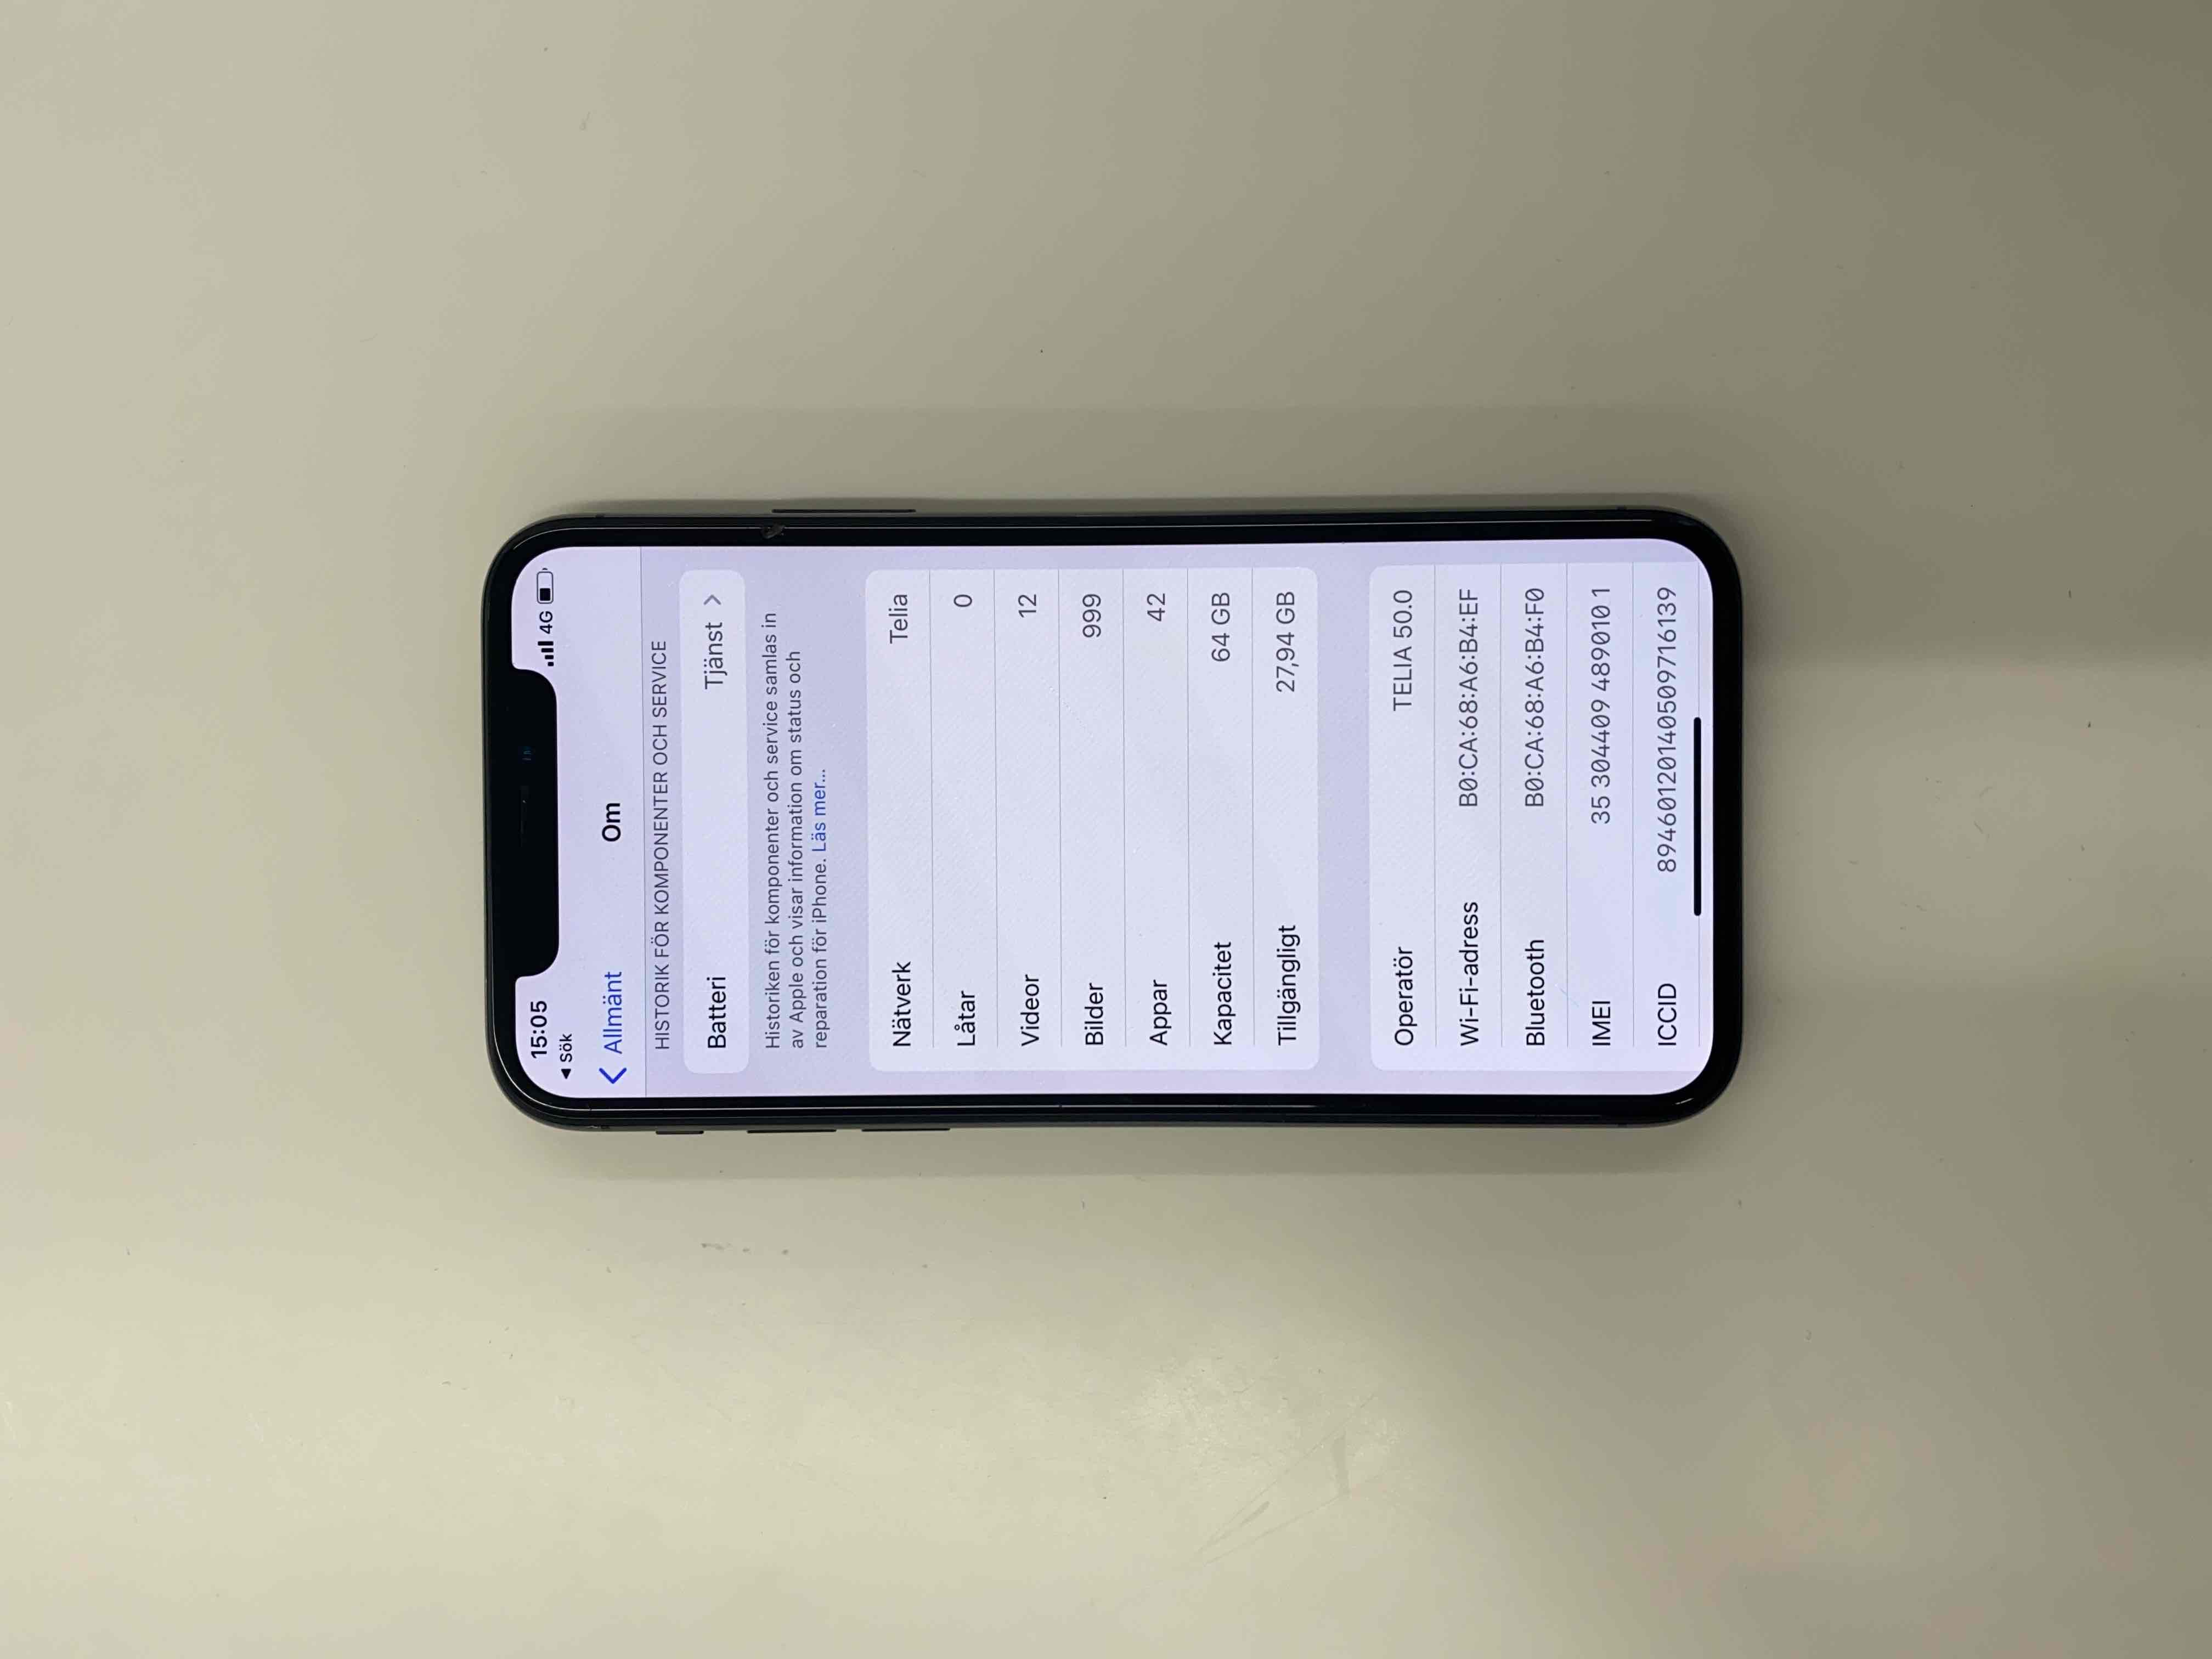 15:05
4G
◀ Sök
Allmänt
Om
HISTORIK FÖR KOMPONENTER OCH SERVICE
Batteri Tjänst
Historiken för komponenter och service samlas in
av Apple och visar information om status och
reparation för iPhone. Läs mer...
Nätverk Telia
Låtar 0
Videor 12
Bilder 999
Appar 42
Kapacitet 64 GB
Tillgängligt 27,94 GB
Operatör TELIA 50.0
Wi-Fi-adress B0:CA:68:A6:B4:EF
Bluetooth B0:CA:68:A6:B4:F0
IMEI 35 304409 489010 1
ICCID 89460120140509716139